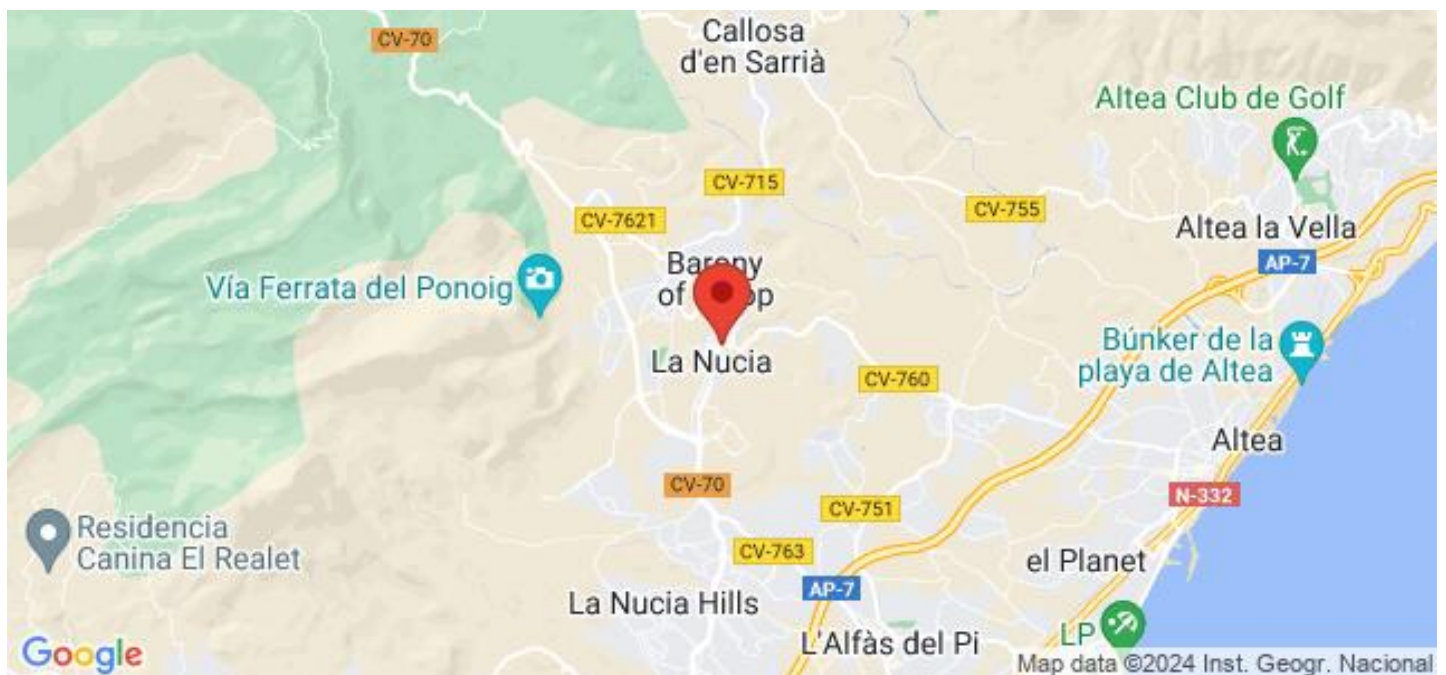 CV-70
Callosa
d'en Sarrià
Altea Club de Golf
CV-715
CV-755
CV-7621
Altea la Vella
AP-7
Barony
of
Vía Ferrata del Ponoig
La Nucia
Búnker de la
playa de Altea
CV-760
Altea
CV-70
N-332
CV-751
Residencia
Canina El Realet
CV-763
el Planet
AP-7
La Nucia Hills
L'Alfàs del Pi
LP
Google
Map data ©2024 Inst. Geogr. Nacional